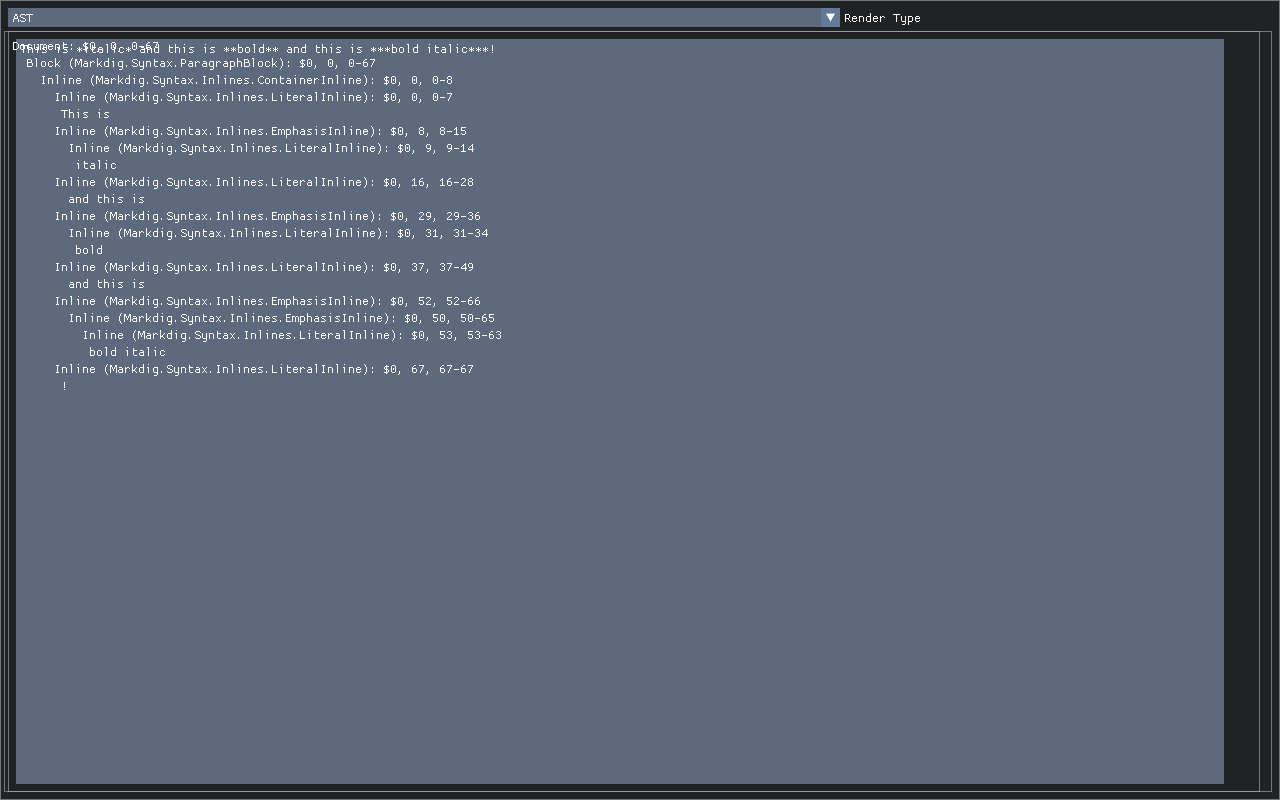 AST
Render Type
Document: $0, 0, 0-67
This is *italic* and this is **bold** and this is ***bold italic***!
Block (Markdig.Syntax.ParagraphBlock): $0, 0, 0-67
Inline (Markdig.Syntax.Inlines.ContainerInline): $0, 0, 0-8
Inline (Markdig.Syntax.Inlines.LiteralInline): $0, 0, 0-7
This is
Inline (Markdig.Syntax.Inlines.EmphasisInline): $0, 8, 8-15
Inline (Markdig.Syntax.Inlines.LiteralInline): $0, 9, 9-14
italic
Inline (Markdig.Syntax.Inlines.LiteralInline): $0, 16, 16-28
and this is
Inline (Markdig.Syntax.Inlines.EmphasisInline): $0, 29, 29-36
Inline (Markdig.Syntax.Inlines.LiteralInline): $0, 31, 31-34
bold
Inline (Markdig.Syntax.Inlines.LiteralInline): $0, 37, 37-49
and this is
Inline (Markdig.Syntax.Inlines.EmphasisInline): $0, 52, 52-66
Inline (Markdig.Syntax.Inlines.EmphasisInline): $0, 50, 50-65
Inline (Markdig.Syntax.Inlines.LiteralInline): $0, 53, 53-63
bold italic
Inline (Markdig.Syntax.Inlines.LiteralInline): $0, 67, 67-67
!